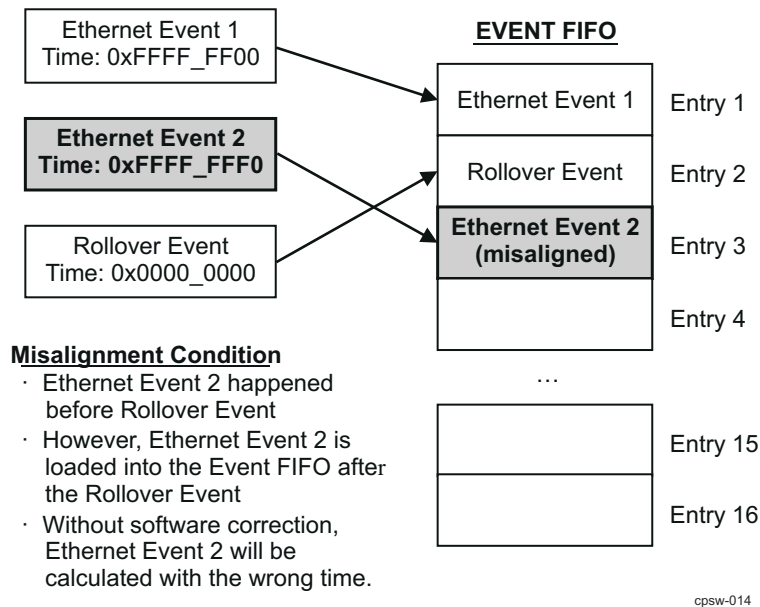 Ethernet Event 1
Time: 0xFFFF_FF00
Ethernet Event 2
Time: 0xFFFF_FFF0
Rollover Event
Time: 0x0000_0000
EVENT FIFO
Ethernet Event 1
Entry 1
Rollover Event
Entry 2
Ethernet Event 2
(misaligned)
Entry 3
Entry 4
…
Entry 15
Entry 16
Misalignment Condition
· Ethernet Event 2 happened
before Rollover Event
· However, Ethernet Event 2 is
loaded into the Event FIFO after
the Rollover Event
· Without software correction,
Ethernet Event 2 will be
calculated with the wrong time.
cpsw-014